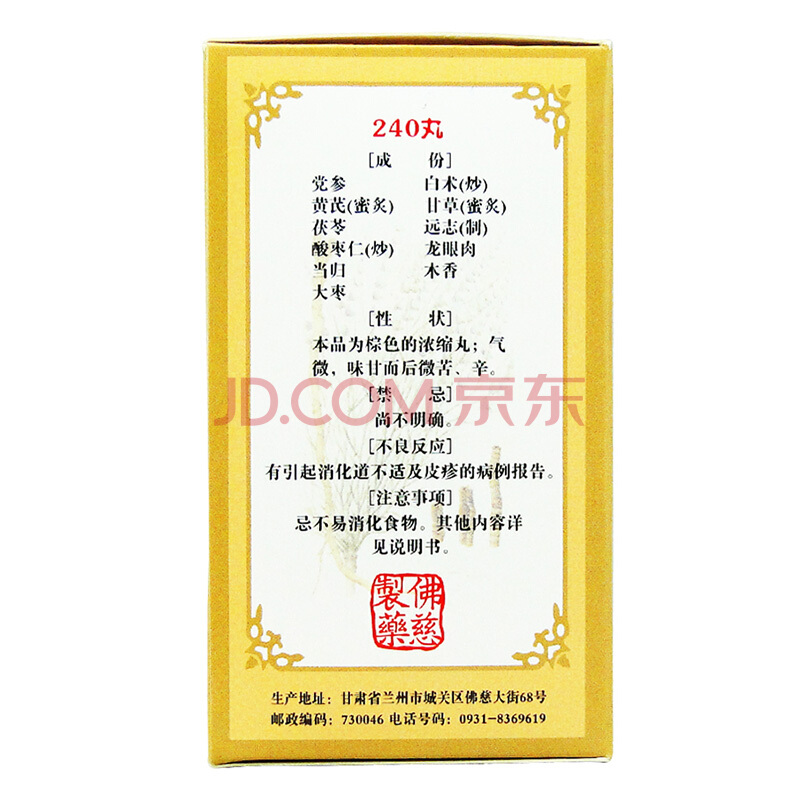 240丸
[成 份]
党参 白术(炒)
黄芪(蜜炙) 甘草(蜜炙)
茯苓 远志(制)
酸枣仁(炒) 龙眼肉
当归 木香
大枣
[性 状]
本品为棕色的浓缩丸；气
微，味甘而后微苦、辛。
JD.COM京东
[禁 忌]
尚不明确。
[不良反应]
有引起消化道不适及皮疹的病例报告。
[注意事项]
忌不易消化食物。其他内容详
见说明书。
佛慈
製藥
生产地址：甘肃省兰州市城关区佛慈大街68号
邮政编码：730046 电话号码：0931-8369619